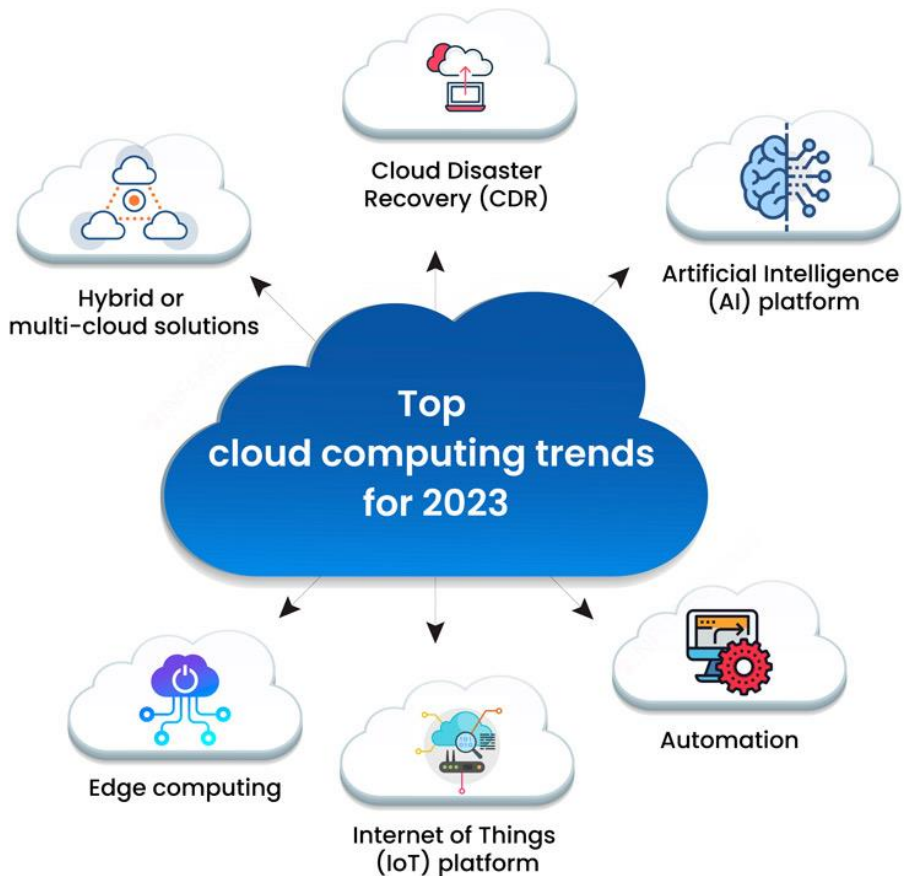 Cloud Disaster
Recovery (CDR)
Hybrid or
multi-cloud solutions
Artificial Intelligence
(AI) platform
Top
cloud computing trends
for 2023
Edge computing
Internet of Things
(IoT) platform
Automation